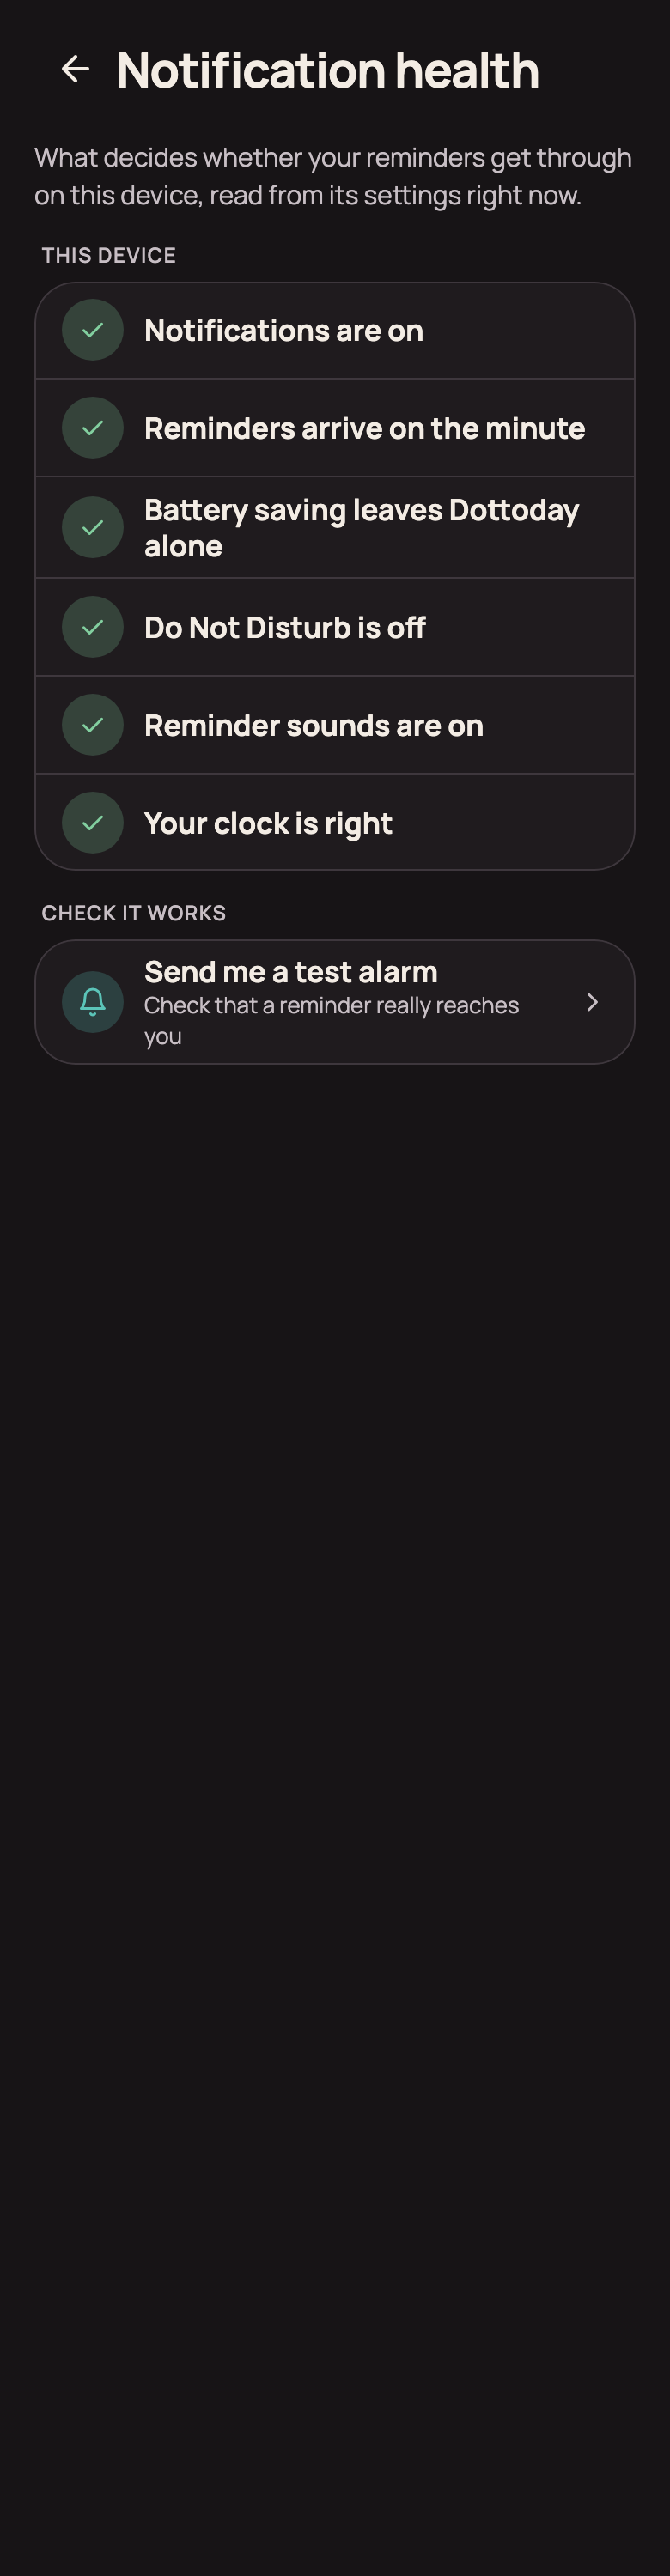 Notification health
What decides whether your reminders get through
on this device, read from its settings right now.
THIS DEVICE
Notifications are on
Reminders arrive on the minute
Battery saving leaves Dottoday
alone
Do Not Disturb is off
Reminder sounds are on
Your clock is right
CHECK IT WORKS
Send me a test alarm
Check that a reminder really reaches
you